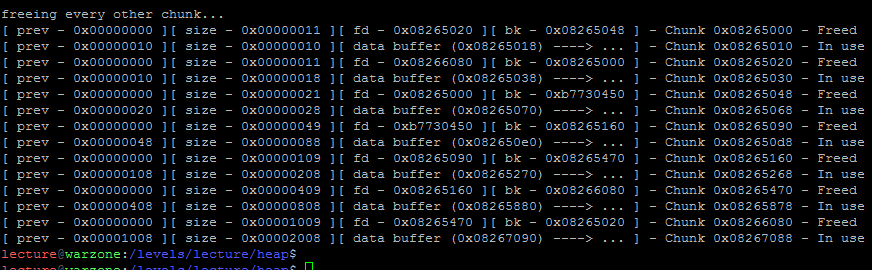 freeing every other chunk...
[ prev - 0x00000000 ][ size - 0x00000011 ][ fd - 0x08265020 ][ bk - 0x08265048 ] - Chunk 0x08265000 - Freed
[ prev - 0x00000010 ][ size - 0x00000010 ][ data buffer (0x08265018) ----> ... ] - Chunk 0x08265010 - In use
[ prev - 0x00000000 ][ size - 0x00000011 ][ fd - 0x08266080 ][ bk - 0x08265000 ] - Chunk 0x08265020 - Freed
[ prev - 0x00000010 ][ size - 0x00000018 ][ data buffer (0x08265038) ----> ... ] - Chunk 0x08265030 - In use
[ prev - 0x00000000 ][ size - 0x00000021 ][ fd - 0x08265000 ][ bk - 0xb7730450 ] - Chunk 0x08265048 - Freed
[ prev - 0x00000020 ][ size - 0x00000028 ][ data buffer (0x08265070) ----> ... ] - Chunk 0x08265068 - In use
[ prev - 0x00000000 ][ size - 0x00000049 ][ fd - 0xb7730450 ][ bk - 0x08265160 ] - Chunk 0x08265090 - Freed
[ prev - 0x00000048 ][ size - 0x00000088 ][ data buffer (0x082650e0) ----> ... ] - Chunk 0x082650d8 - In use
[ prev - 0x00000000 ][ size - 0x00000109 ][ fd - 0x08265090 ][ bk - 0x08265470 ] - Chunk 0x08265160 - Freed
[ prev - 0x00000108 ][ size - 0x00000208 ][ data buffer (0x08265270) ----> ... ] - Chunk 0x08265268 - In use
[ prev - 0x00000000 ][ size - 0x00000409 ][ fd - 0x08265160 ][ bk - 0x08266080 ] - Chunk 0x08265470 - Freed
[ prev - 0x00000408 ][ size - 0x00000808 ][ data buffer (0x08265880) ----> ... ] - Chunk 0x08265878 - In use
[ prev - 0x00000000 ][ size - 0x00001009 ][ fd - 0x08265470 ][ bk - 0x08265020 ] - Chunk 0x08266080 - Freed
[ prev - 0x00001008 ][ size - 0x00002008 ][ data buffer (0x08267090) ----> ... ] - Chunk 0x08267088 - In use
lecture@warzone:/levels/lecture/heap$
lecture@warzone:/levels/lecture/heap$